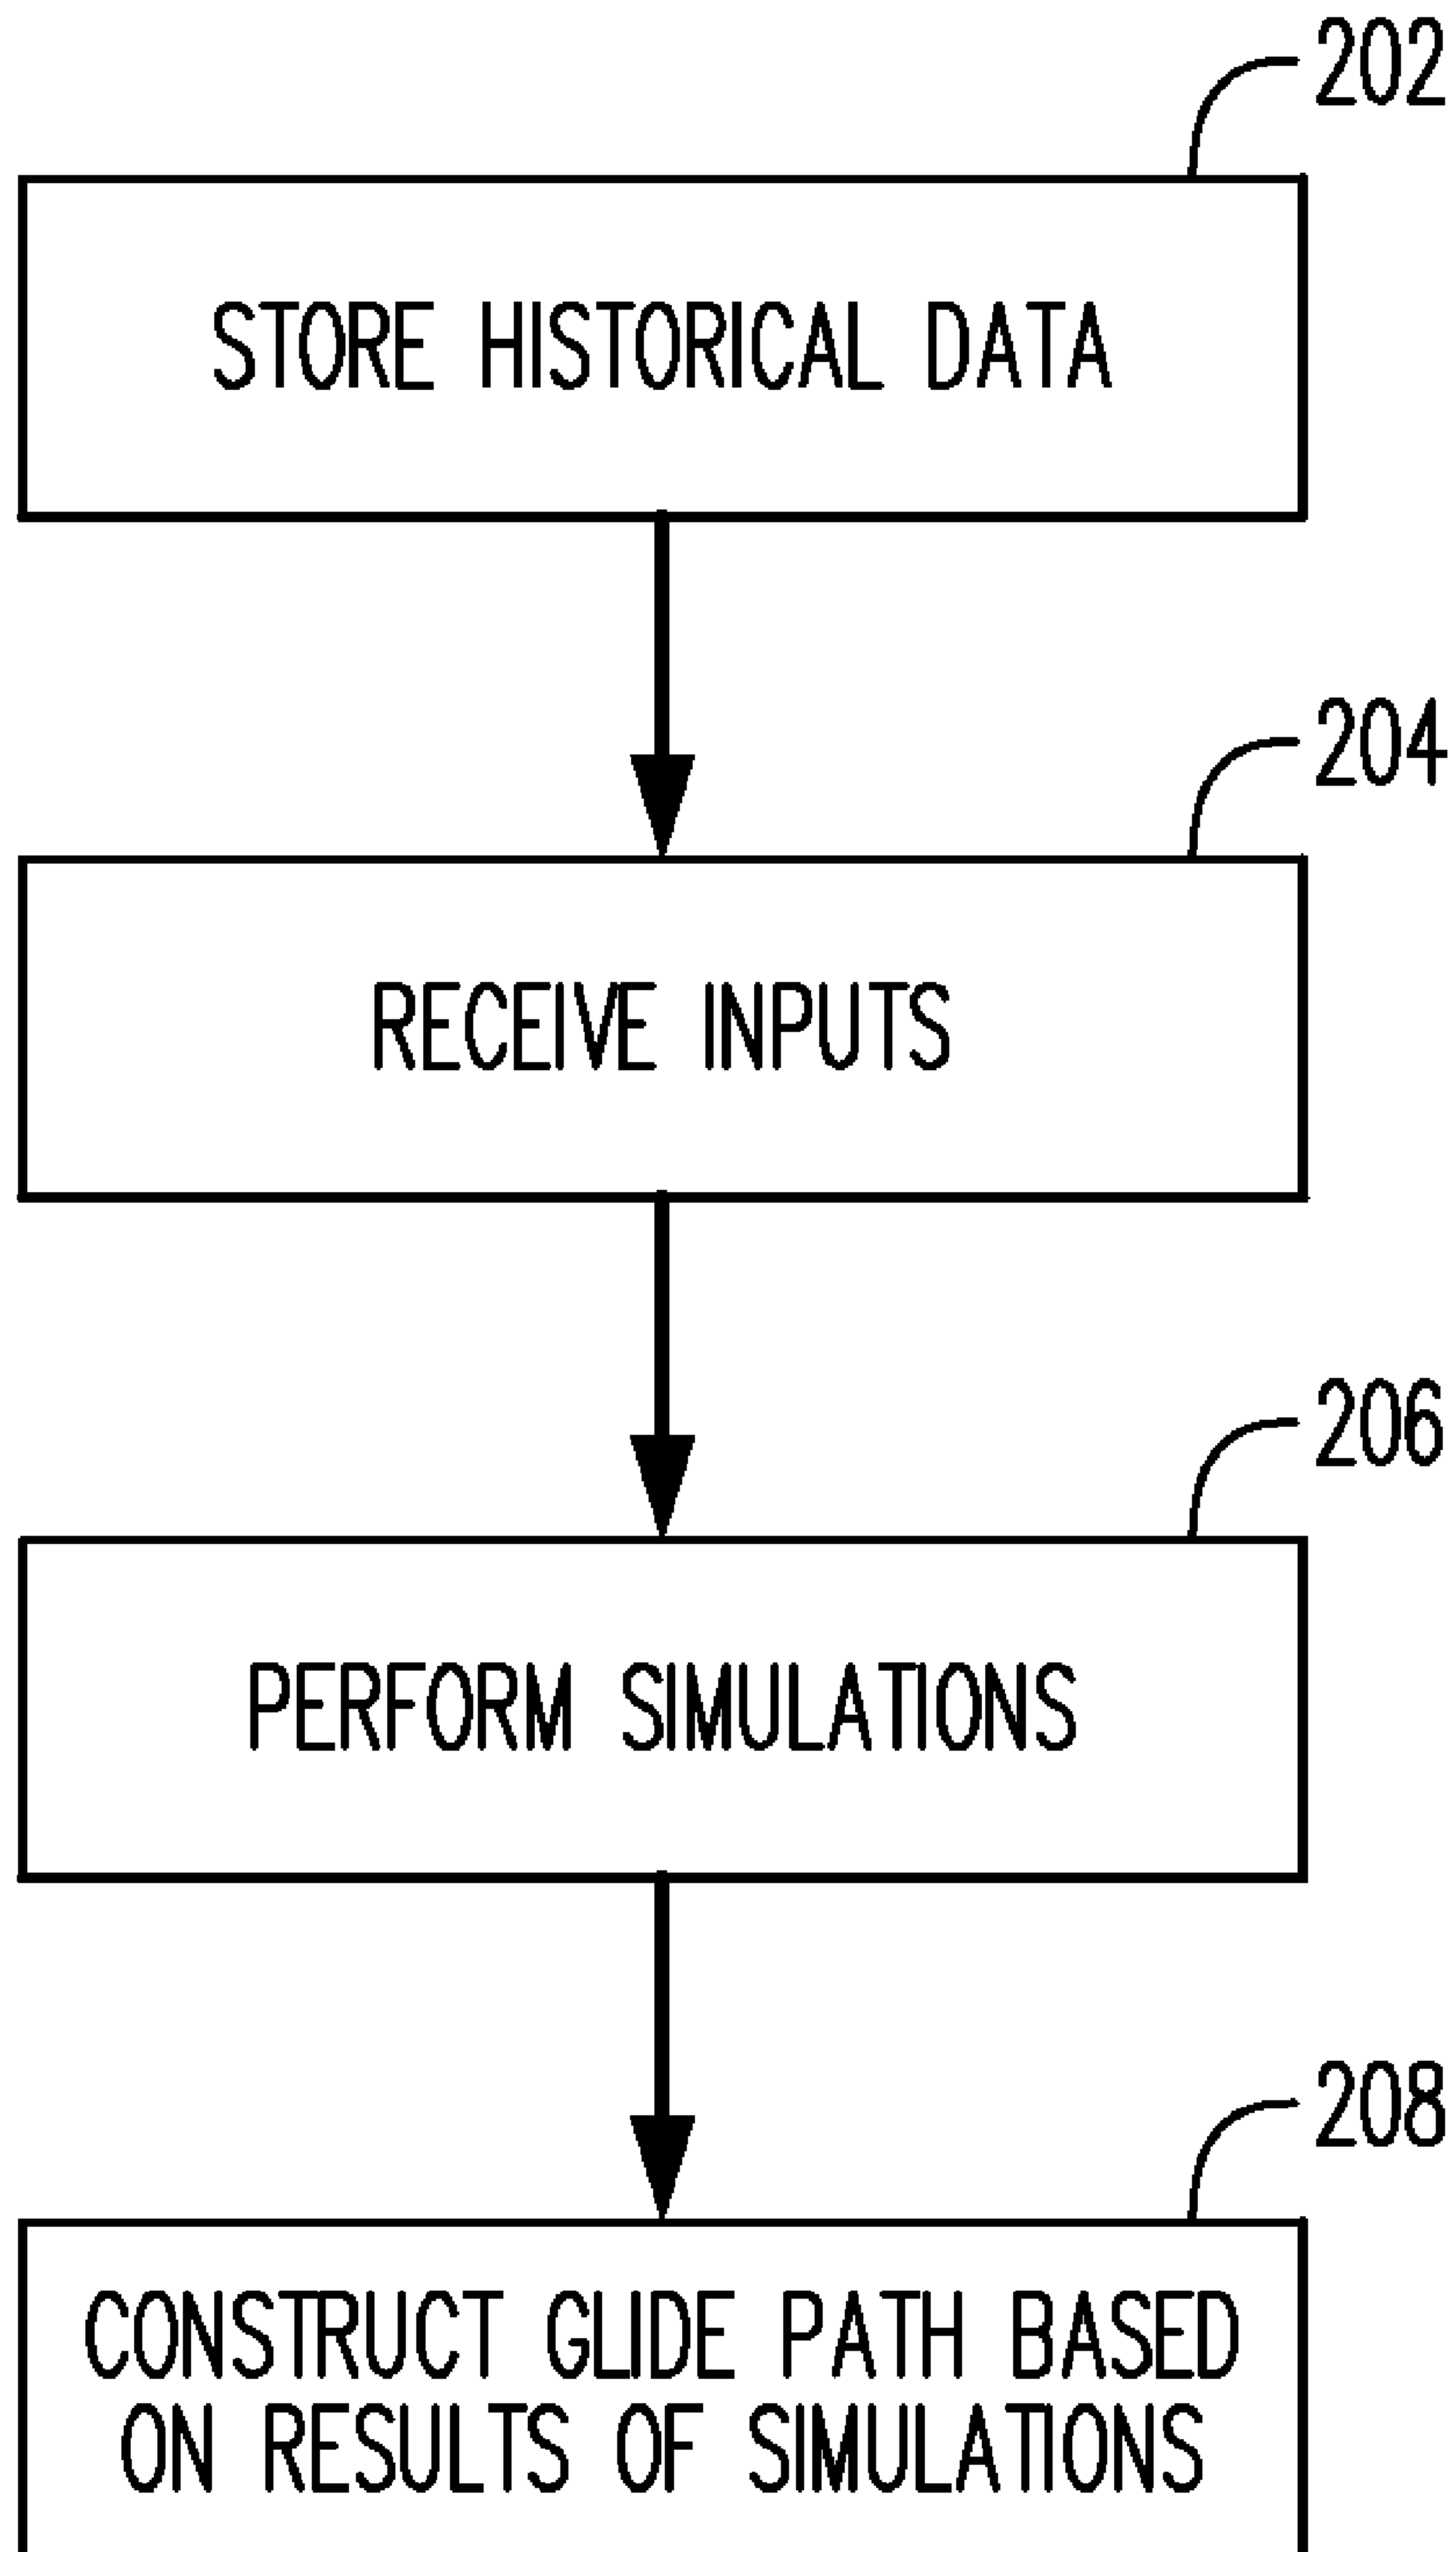 202
STORE HISTORICAL DATA
204
RECEIVE INPUTS
206
PERFORM SIMULATIONS
208
CONSTRUCT GLIDE PATH BASED
ON RESULTS OF SIMULATIONS